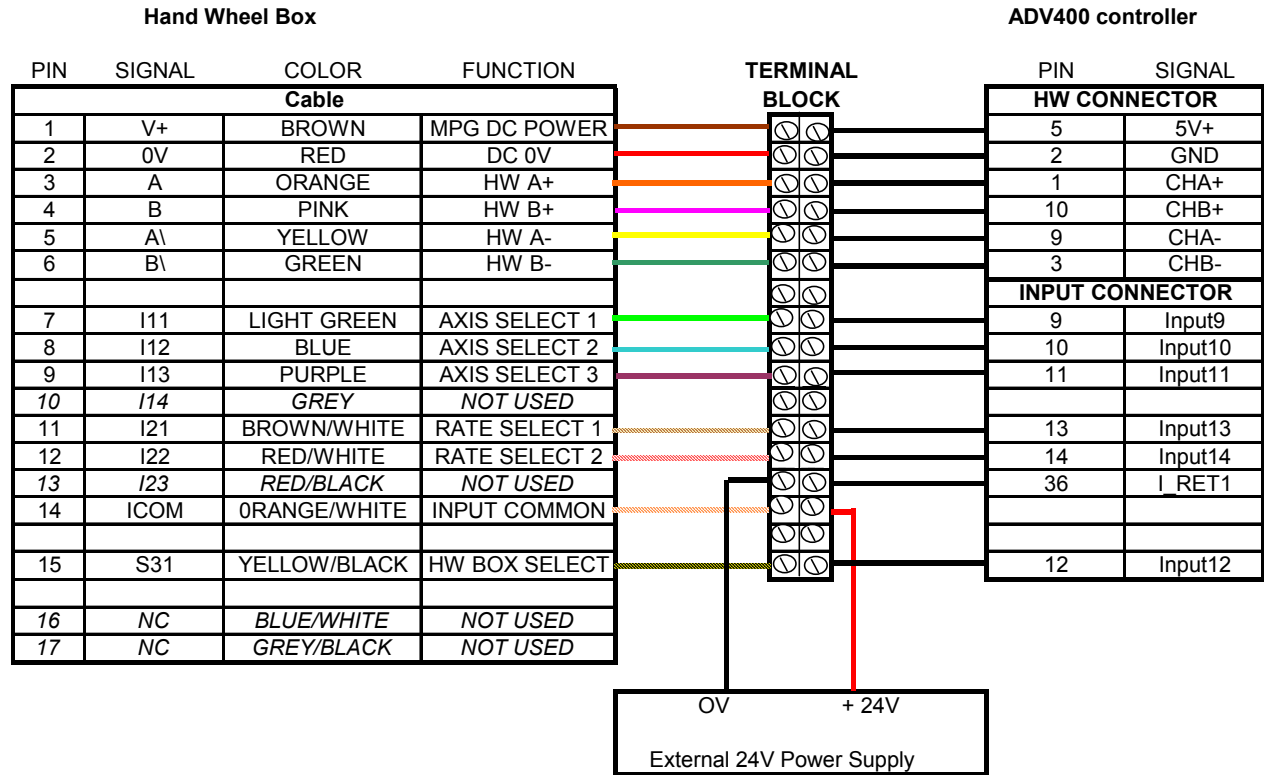 Hand Wheel Box ADV400 controller
PIN SIGNAL COLOR FUNCTION TERMINAL PIN SIGNAL
Cable BLOCK HW CONNECTOR
1 V+ BROWN MPG DC POWER 5 5V+
2 0V RED DC 0V 2 GND
3 A ORANGE HW A+ 1 CHA+
4 B PINK HW B+ 10 CHB+
5 A\ YELLOW HW A- 9 CHA-
6 B\ GREEN HW B- 3 CHB-
INPUT CONNECTOR
7 I11 LIGHT GREEN AXIS SELECT 1 9 Input9
8 I12 BLUE AXIS SELECT 2 10 Input10
9 I13 PURPLE AXIS SELECT 3 11 Input11
10 I14 GREY NOT USED
11 I21 BROWN/WHITE RATE SELECT 1 13 Input13
12 I22 RED/WHITE RATE SELECT 2 14 Input14
13 I23 RED/BLACK NOT USED 36 I_RET1
14 ICOM 0RANGE/WHITE INPUT COMMON
15 S31 YELLOW/BLACK HW BOX SELECT 12 Input12
16 NC BLUE/WHITE NOT USED
17 NC GREY/BLACK NOT USED
OV + 24V
External 24V Power Supply